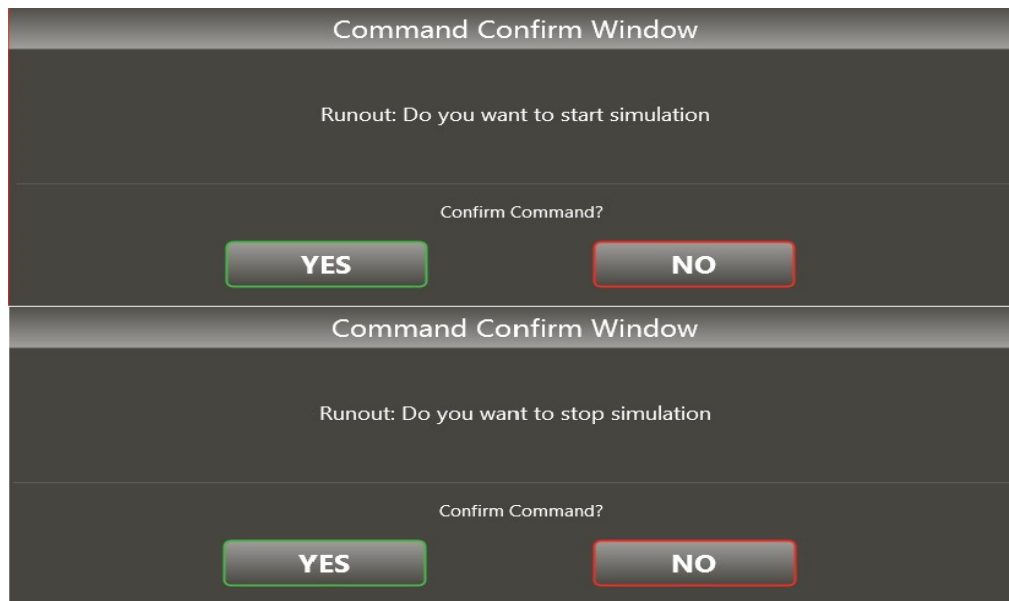 Command Confirm Window
Runout: Do you want to start simulation
Confirm Command?
YES NO
Command Confirm Window
Runout: Do you want to stop simulation
Confirm Command?
YES NO